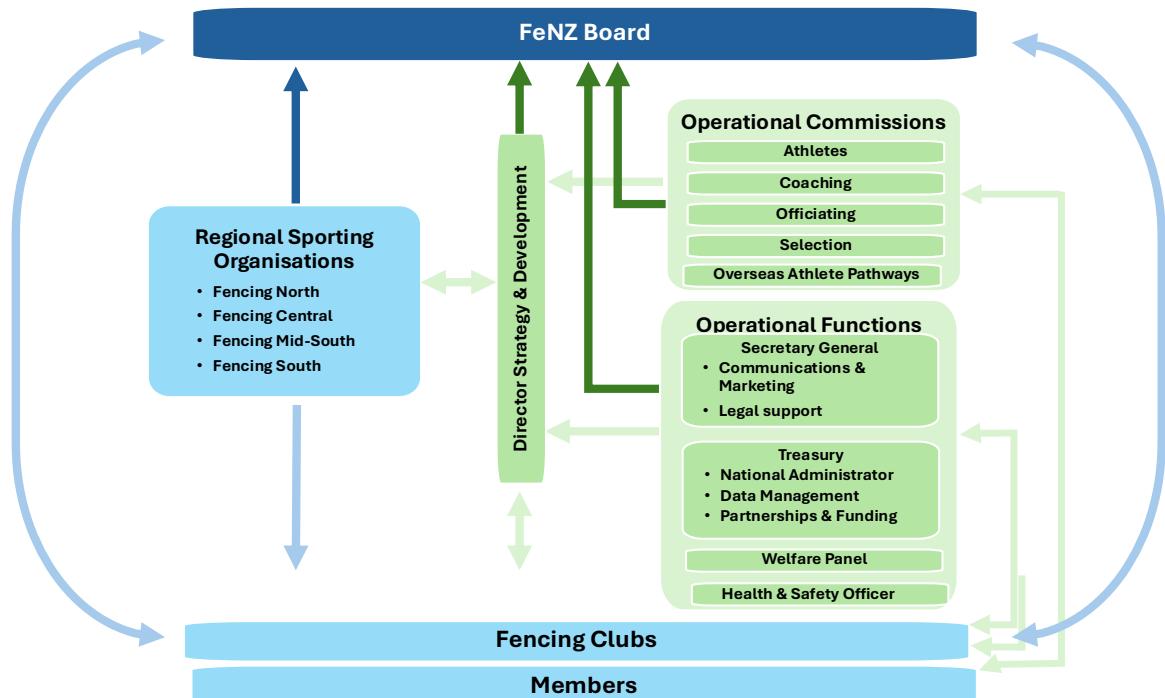 FeNZ Board
Regional Sporting
Organisations
• Fencing North
• Fencing Central
• Fencing Mid-South
• Fencing South
Director Strategy & Development
Operational Commissions
Athletes
Coaching
Officiating
Selection
Overseas Athlete Pathways
Operational Functions
Secretary General
• Communications &
Marketing
• Legal support
Treasury
• National Administrator
• Data Management
• Partnerships & Funding
Welfare Panel
Health & Safety Officer
Fencing Clubs
Members